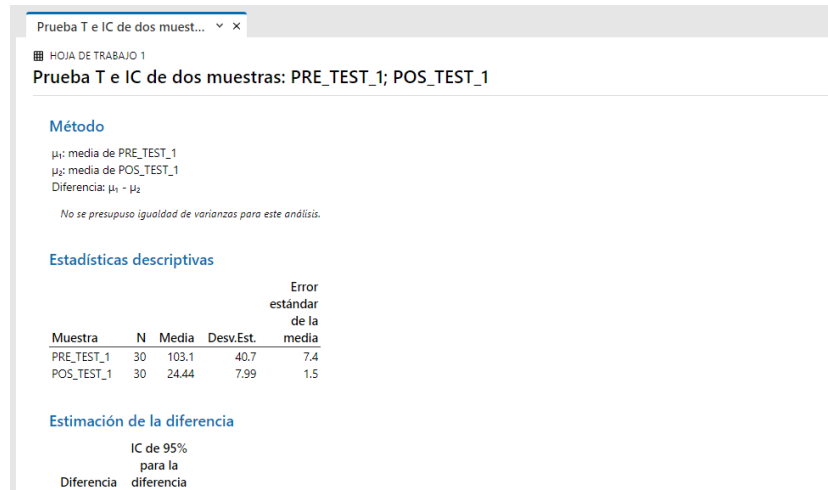 Prueba T e IC de dos muest...
HOJA DE TRABAJO 1
Prueba T e IC de dos muestras: PRE_TEST_1; POS_TEST_1
Método
µ₁: media de PRE_TEST_1
µ₂: media de POS_TEST_1
Diferencia: µ₁ - µ₂
No se presupuso igualdad de varianzas para este análisis.
Estadísticas descriptivas
Error
estándar
de la
Muestra N Media Desv.Est. media
PRE_TEST_1 30 103.1 40.7 7.4
POS_TEST_1 30 24.44 7.99 1.5
Estimación de la diferencia
IC de 95%
para la
Diferencia diferencia